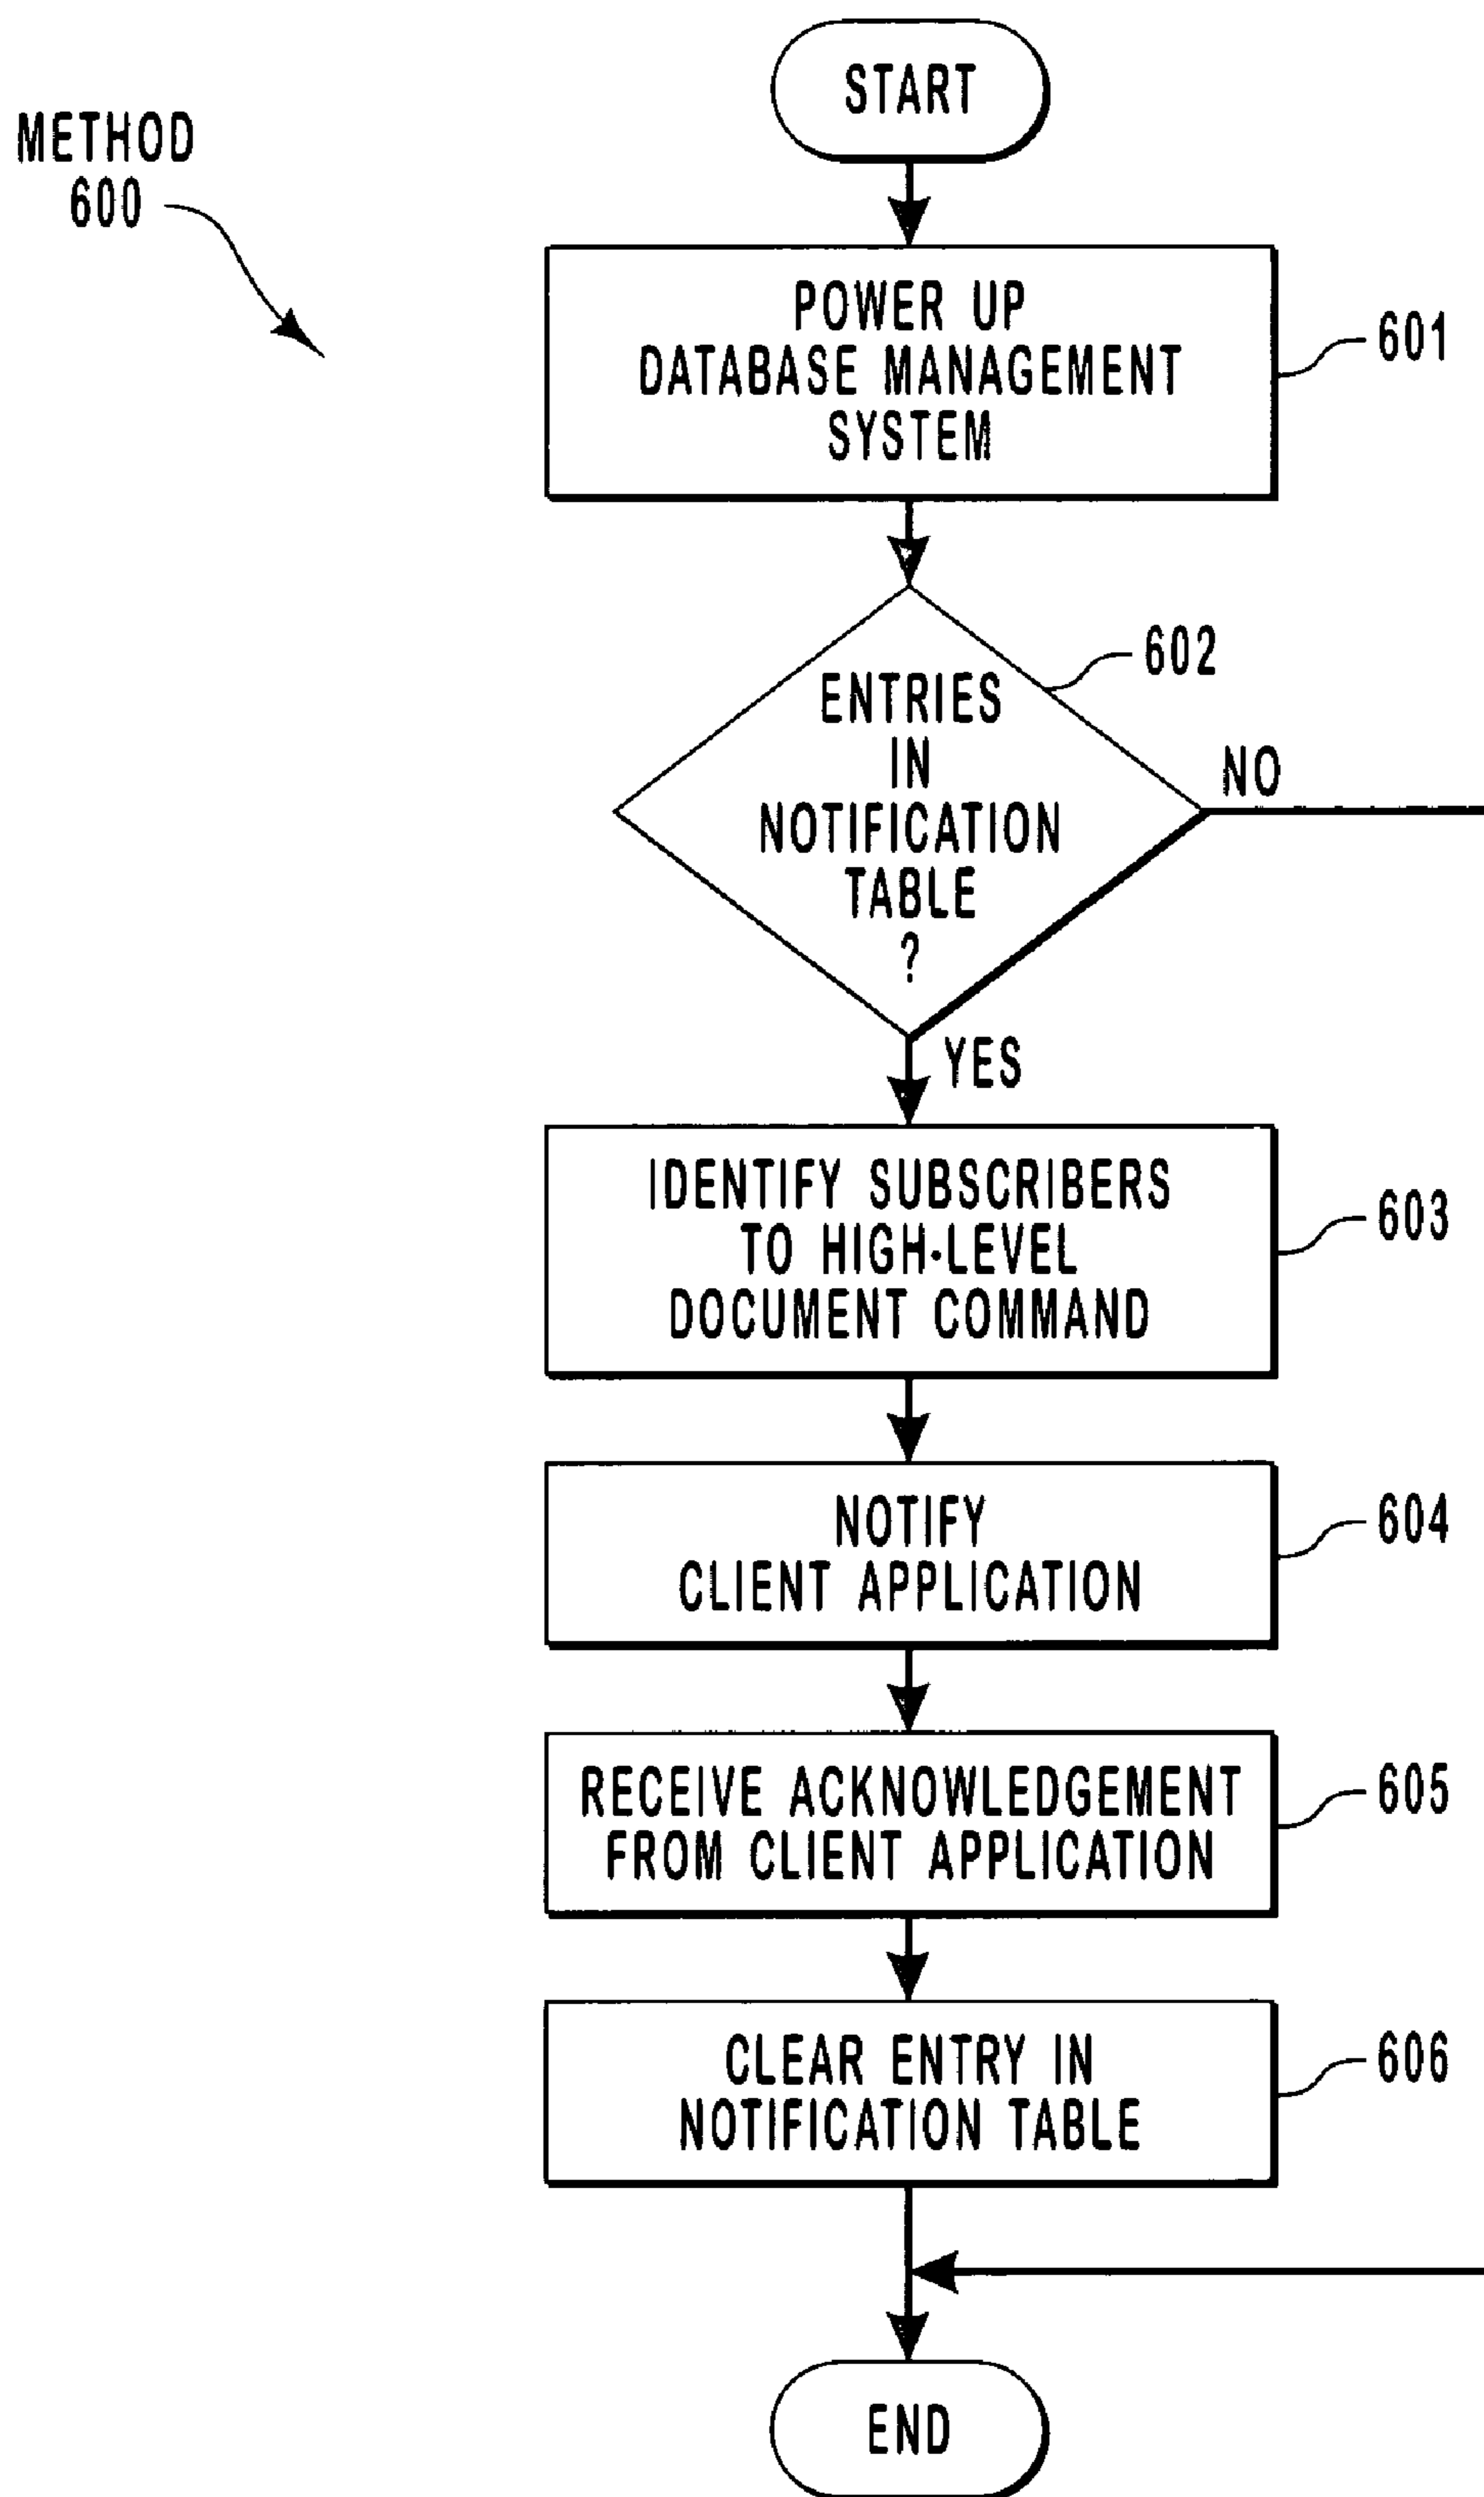 START
METHOD
600
POWER UP
DATABASE MANAGEMENT
SYSTEM
601
602
ENTRIES
IN
NOTIFICATION
TABLE
?
NO
YES
IDENTIFY SUBSCRIBERS
TO HIGH-LEVEL
DOCUMENT COMMAND
603
NOTIFY
CLIENT APPLICATION
604
RECEIVE ACKNOWLEDGEMENT
FROM CLIENT APPLICATION
605
CLEAR ENTRY IN
NOTIFICATION TABLE
606
END